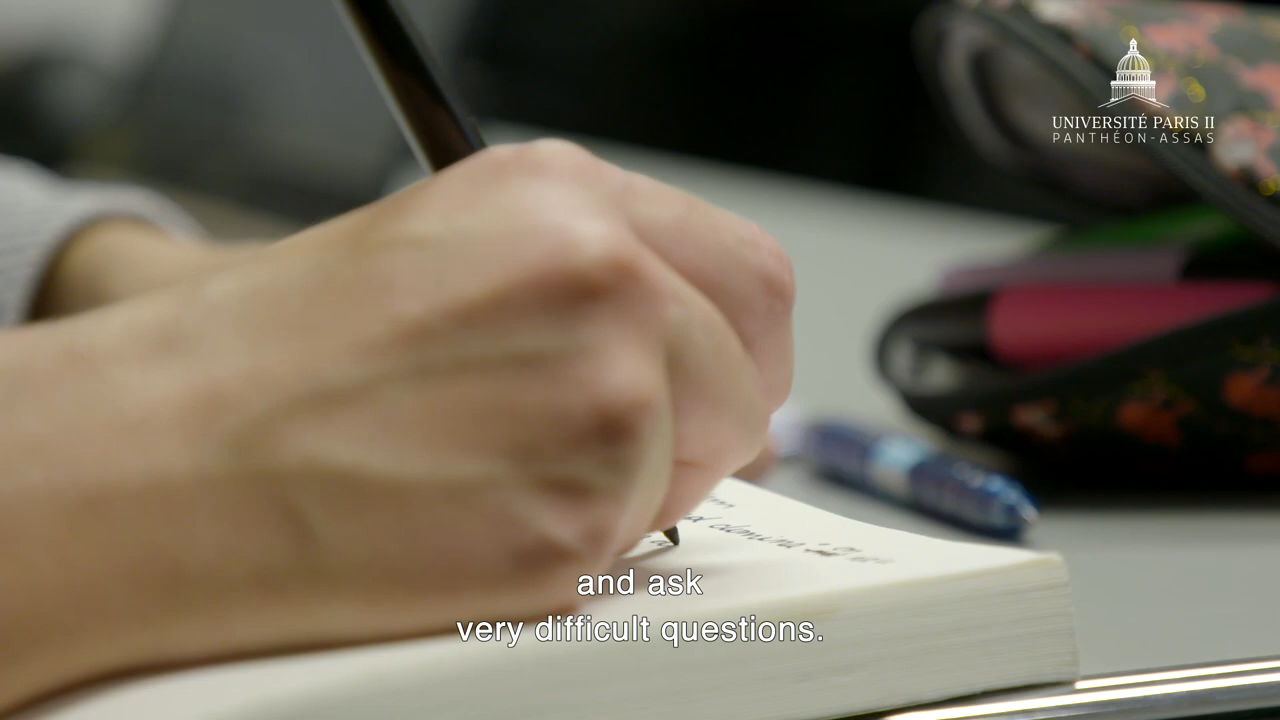 UNIVERSITÉ PARIS II
PANTHÉON-ASSAS
and ask
very difficult questions.